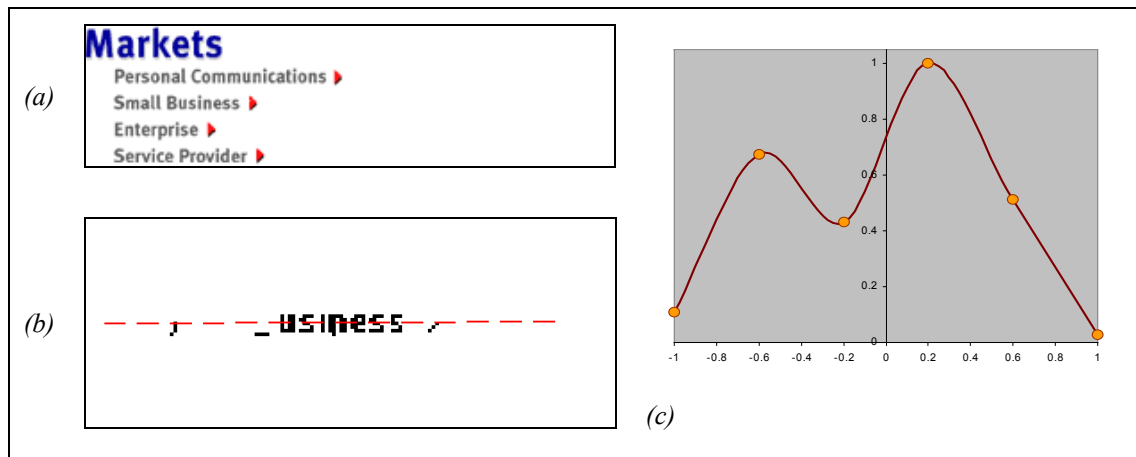 (a)
Markets
Personal Communications
Small Business
Enterprise
Service Provider
(b)
usiness
1
0.8
0.6
0.4
0.2
0
-1 -0.8 -0.6 -0.4 -0.2 0 0.2 0.4 0.6 0.8 1
(c)